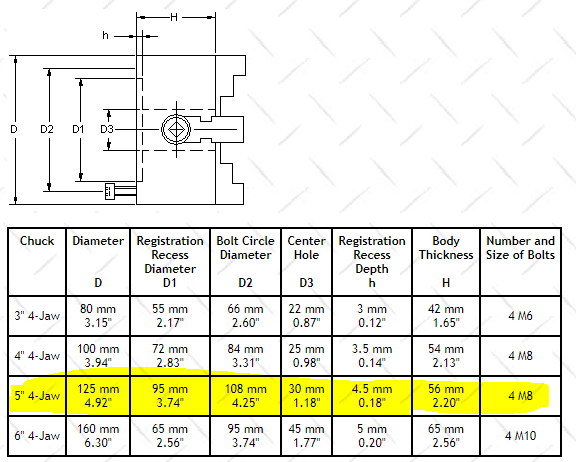 H
h
D D2 D1 D3
Chuck Diameter Registration Bolt Circle Center Registration Body Number and
Recess Diameter Hole Recess Thickness Size of Bolts
Diameter Depth
D D1 D2 D3 h H
3" 4-Jaw 80 mm 55 mm 66 mm 22 mm 3 mm 42 mm 4 M6
3.15" 2.17" 2.60" 0.87" 0.12" 1.65"
4" 4-Jaw 100 mm 72 mm 84 mm 25 mm 3.5 mm 54 mm 4 M8
3.94" 2.83" 3.31" 0.98" 0.14" 2.13"
5" 4-Jaw 125 mm 95 mm 108 mm 30 mm 4.5 mm 56 mm 4 M8
4.92" 3.74" 4.25" 1.18" 0.18" 2.20"
6" 4-Jaw 160 mm 65 mm 95 mm 45 mm 5 mm 65 mm 4 M10
6.30" 2.56" 3.74" 1.77" 0.20" 2.56"